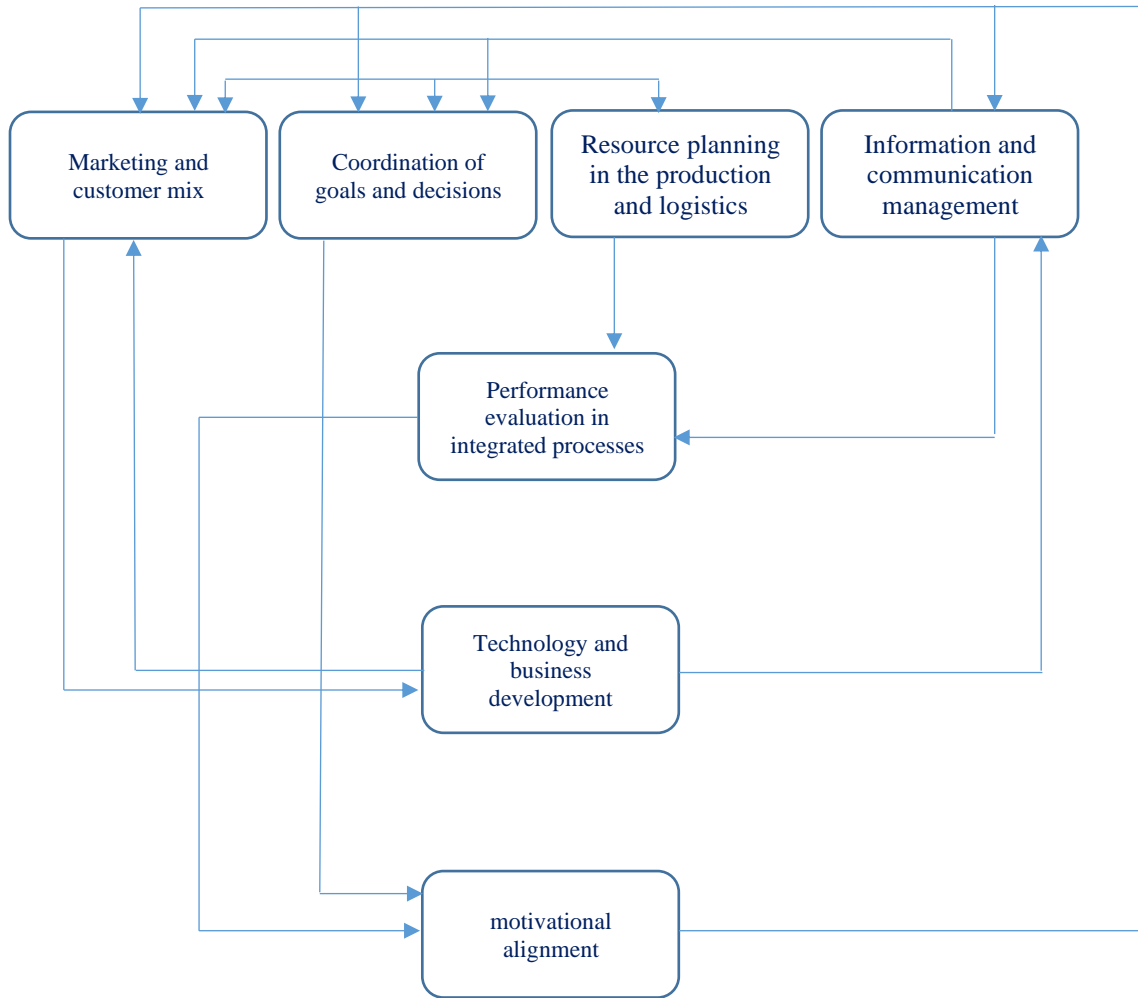 Marketing and
customer mix
Coordination of
goals and decisions
Resource planning
in the production
and logistics
Information and
communication
management
Performance
evaluation in
integrated processes
Technology and
business
development
motivational
alignment